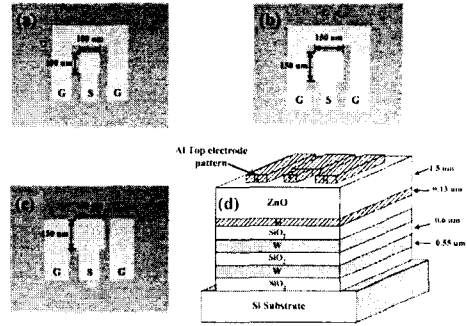 (a)
100 um
100 um
G S G
(b)
150 um
150 um
G S G
(c)
150 um
G S G
Al Top electrode
pattern
(d)
1.5 um
0.13 um
ZnO
SiO2
0.6 um
W
SiO2
0.55 um
W
SiO2
Si Substrate